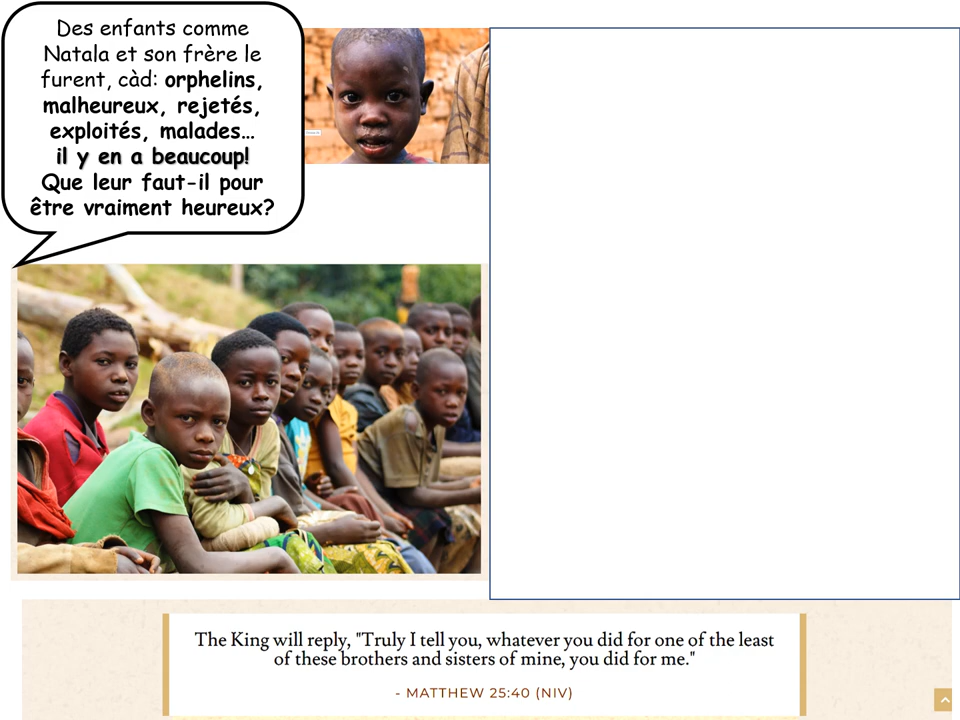 Des enfants comme
Natala et son frère le
furent, càd: orphelins,
malheureux, rejetés,
exploités, malades…
il y en a beaucoup!
Que leur faut-il pour
être vraiment heureux?
The King will reply, "Truly I tell you, whatever you did for one of the least
of these brothers and sisters of mine, you did for me."
- MATTHEW 25:40 (NIV)